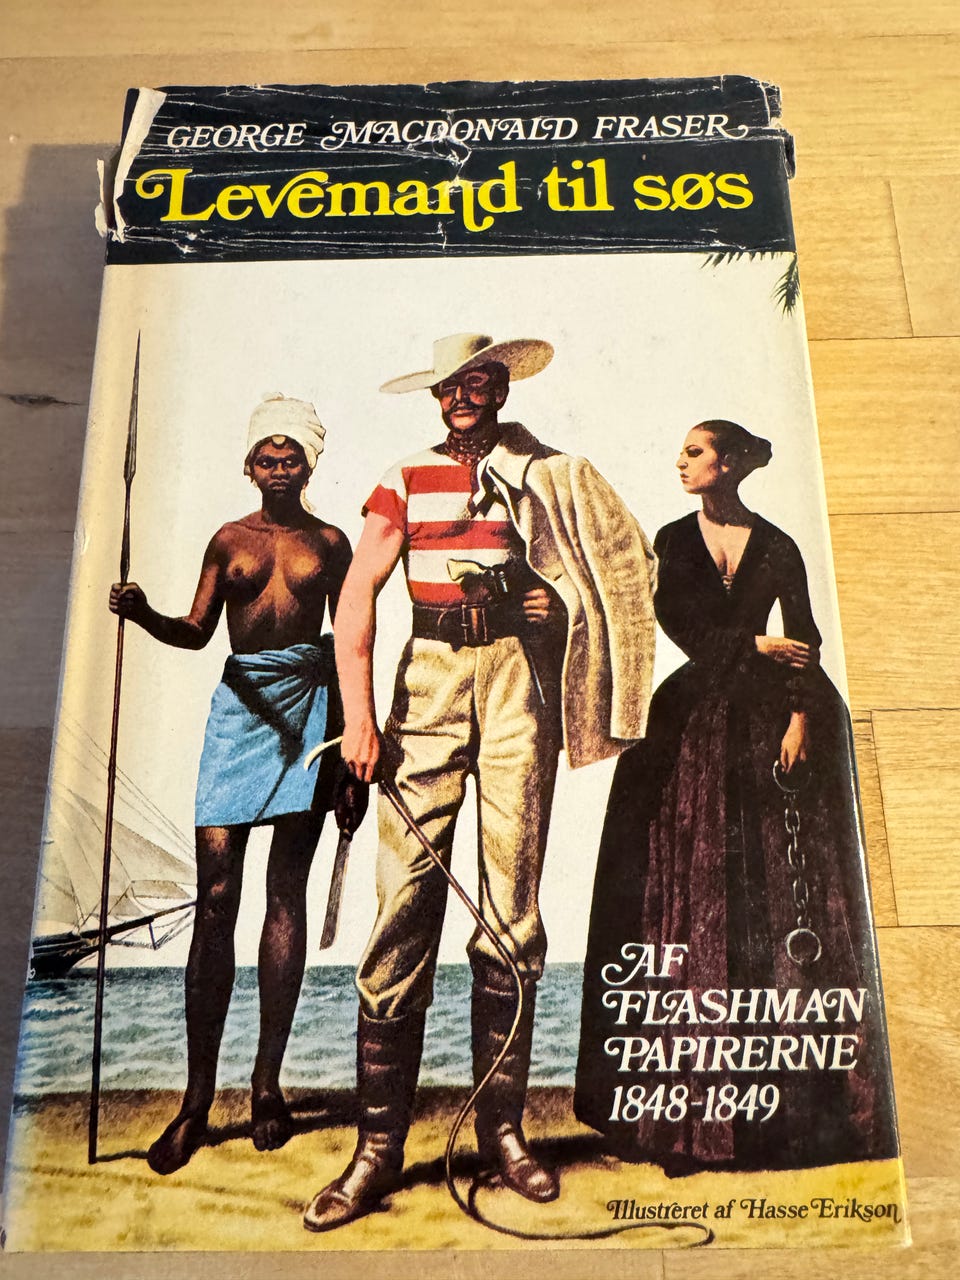 GEORGE MACDONALD FRASER
Levemand til søs
AF
FLASHMAN
PAPIRERNE
1848-1849
Illustreret af Hasse Erikson